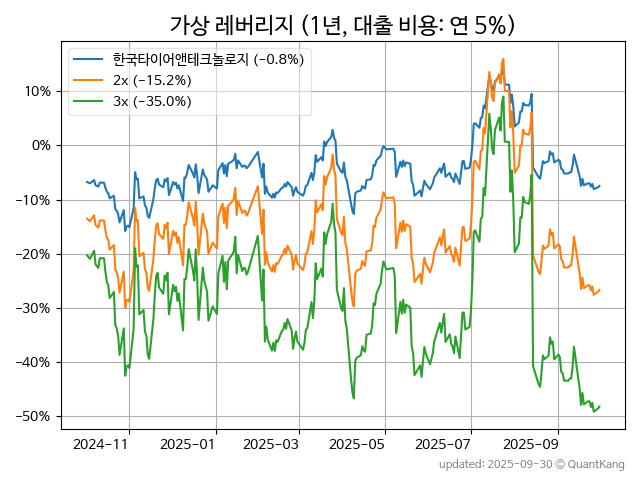 가상 레버리지 (1년, 대출 비용: 연 5%)
한국타이어앤테크놀로지 (-0.8%)
2x (-15.2%)
3x (-35.0%)
10%
0%
-10%
-20%
-30%
-40%
-50%
2024-11
2025-01
2025-03
2025-05
2025-07
2025-09
updated: 2025-09-30 © QuantKang